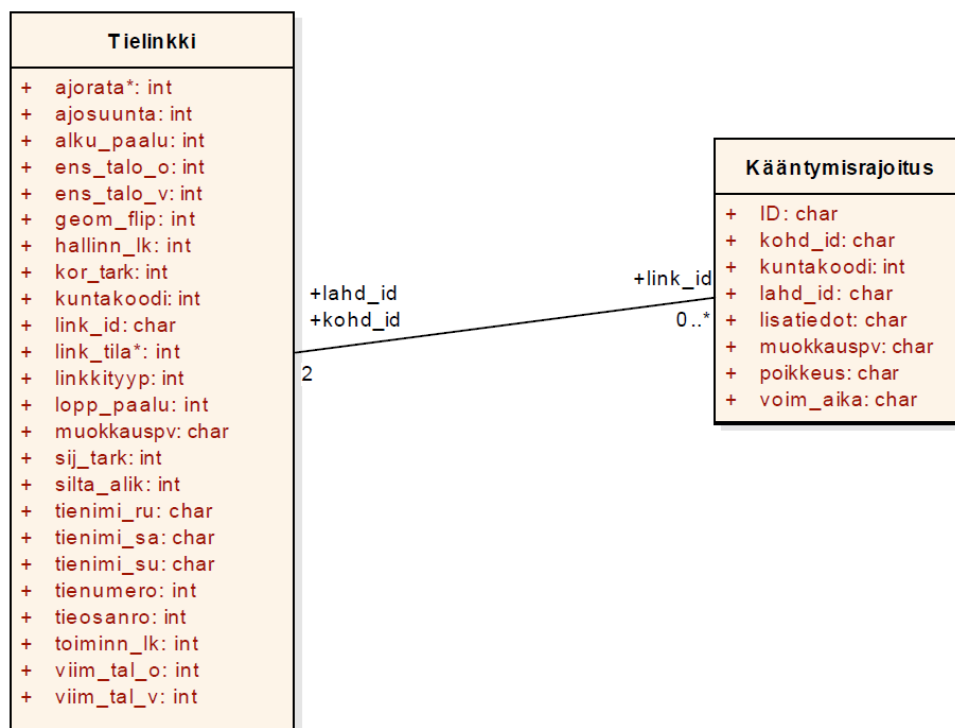 Tielinkki
+ ajorata*: int
+ ajosuunta: int
+ alku_paalu: int
+ ens_talo_o: int
+ ens_talo_v: int
+ geom_flip: int
+ hallinn_lk: int
+ kor_tark: int
+ kuntakoodi: int
+ link_id: char
+ link_tila*: int
+ linkkityyp: int
+ lopp_paalu: int
+ muokkauspv: char
+ sij_tark: int
+ silta_alik: int
+ tienimi_ru: char
+ tienimi_sa: char
+ tienimi_su: char
+ tienumero: int
+ tieosanro: int
+ toiminn_lk: int
+ viim_tal_o: int
+ viim_tal_v: int
+lahd_id
+kohd_id
2
+link_id
0..*
Kääntymisrajoitus
+ ID: char
+ kohd_id: char
+ kuntakoodi: int
+ lahd_id: char
+ lisatiedot: char
+ muokkauspv: char
+ poikkeus: char
+ voim_aika: char